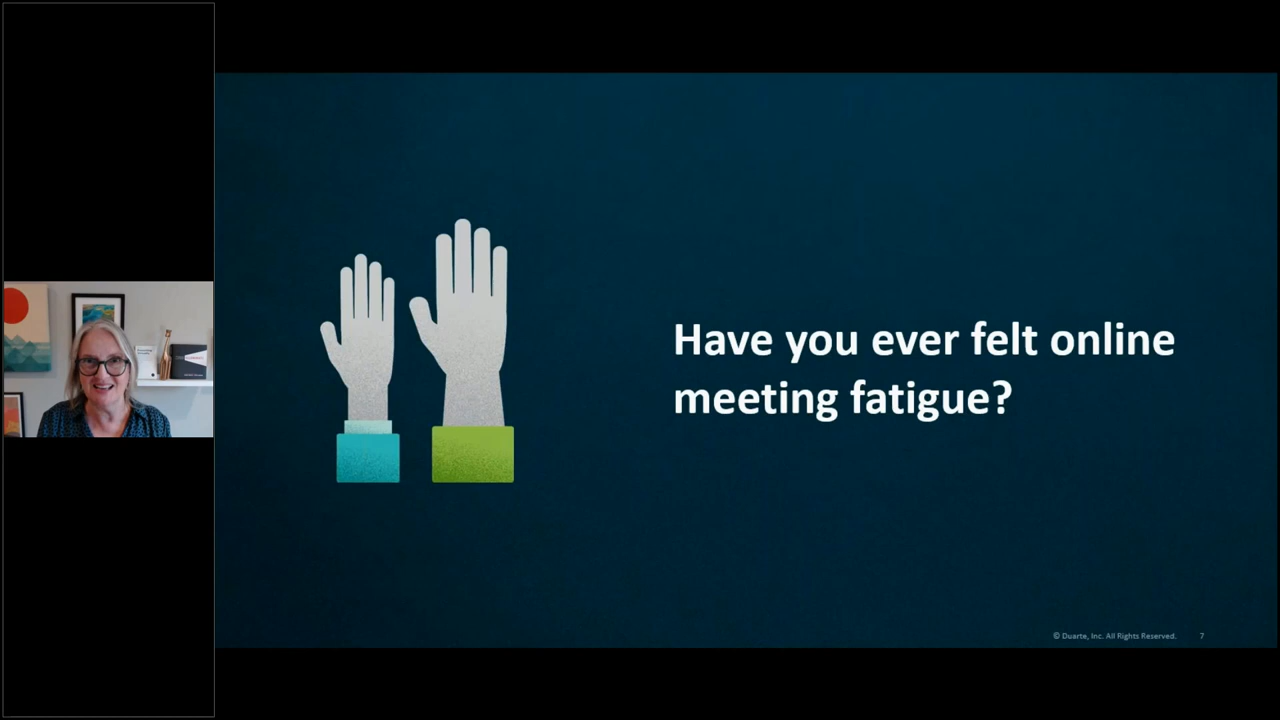 Have you ever felt online
meeting fatigue?
© Duarte, Inc. All Rights Reserved. 7